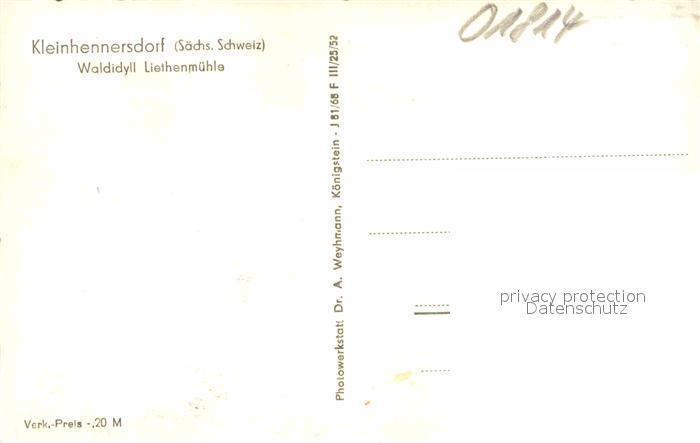 Kleinhennersdorf (Sächs. Schweiz)
Waldidyll Liethenmühle
Verk.-Preis -,20 M
Photowerkstatt Dr. A. Weyhmann, Königstein - J 81/68 F III/25/52
01814
privacy protection
Datenschutz